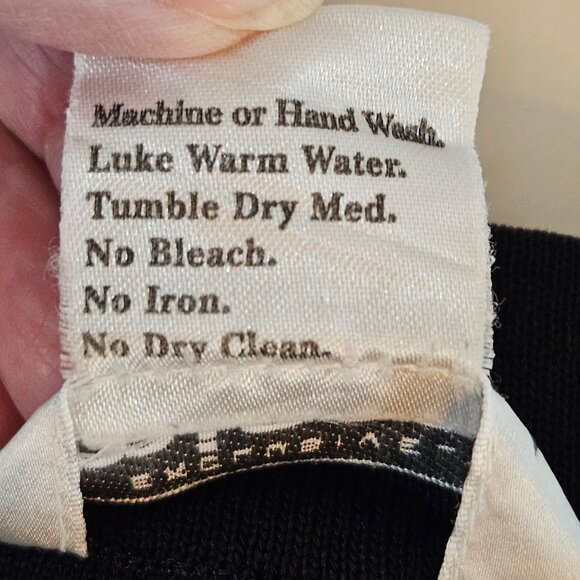 Machine or Hand Wash.
Luke Warm Water.
Tumble Dry Med.
No Bleach.
No Iron.
No Dry Clean.